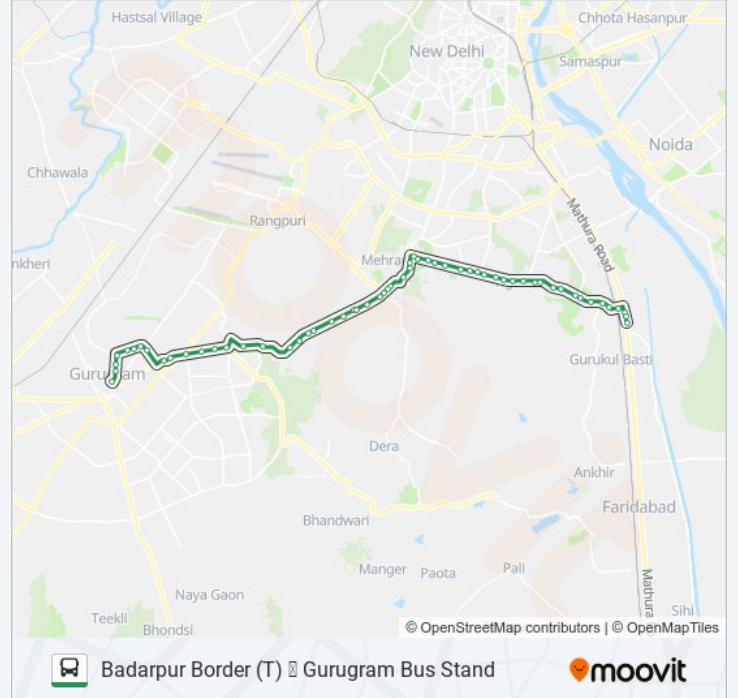 Hastsal Village
Chhota Hasanpur
New Delhi
Samaspur
Noida
Chhawala
Mathura Road
Rangpuri
nkheri
Mehra
Gurukul Basti
Gurugram
Dera
Ankhir
Faridabad
Bhandwari
Manger
Paota
Pali
Mathura
Naya Gaon
Sihi
Teekli
Bhondsi
© OpenStreetMap contributors | © OpenMapTiles
Badarpur Border (T) Gurugram Bus Stand
moovit